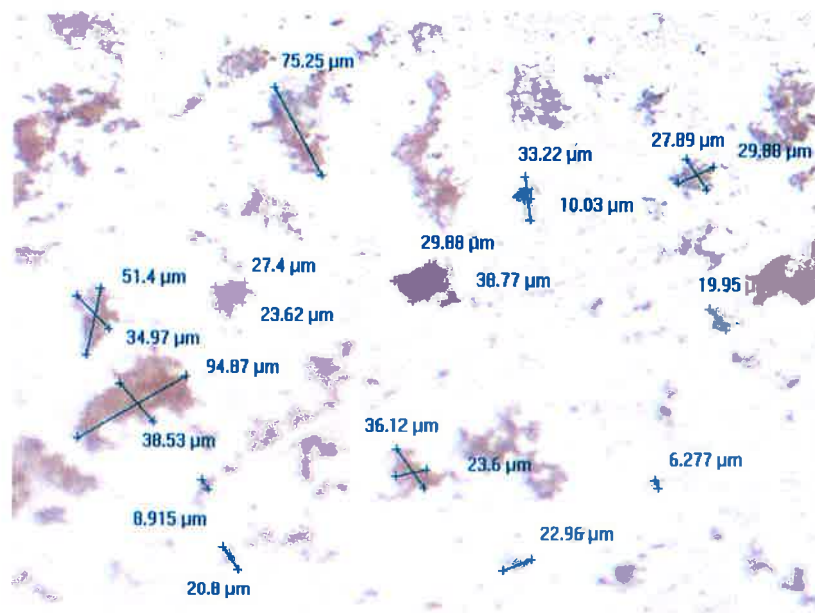 75.25 µm
27.89 µm
29.88 µm
33.22 µm
10.03 µm
29.88 µm
38.77 µm
27.4 µm
23.62 µm
51.4 µm
34.97 µm
19.95
94.87 µm
38.53 µm
36.12 µm
23.6 µm
6.277 µm
8.915 µm
22.96 µm
20.8 µm